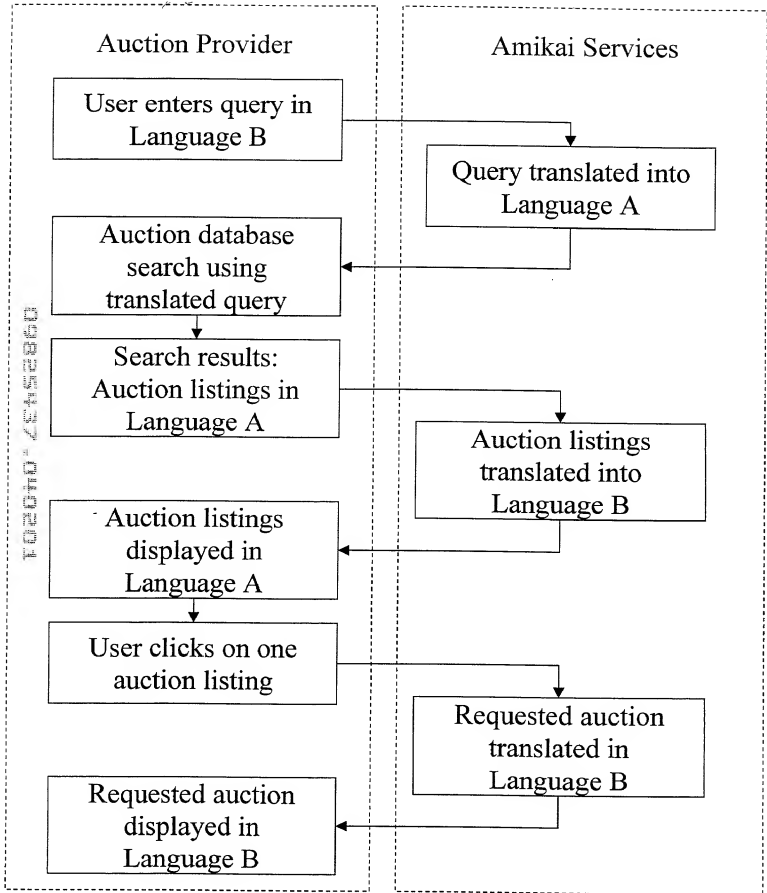 Auction Provider
Amikai Services
User enters query in
Language B
Query translated into
Language A
Auction database
search using
translated query
Search results:
Auction listings in
Language A
Auction listings
translated into
Language B
Auction listings
displayed in
Language A
User clicks on one
auction listing
Requested auction
translated in
Language B
Requested auction
displayed in
Language B